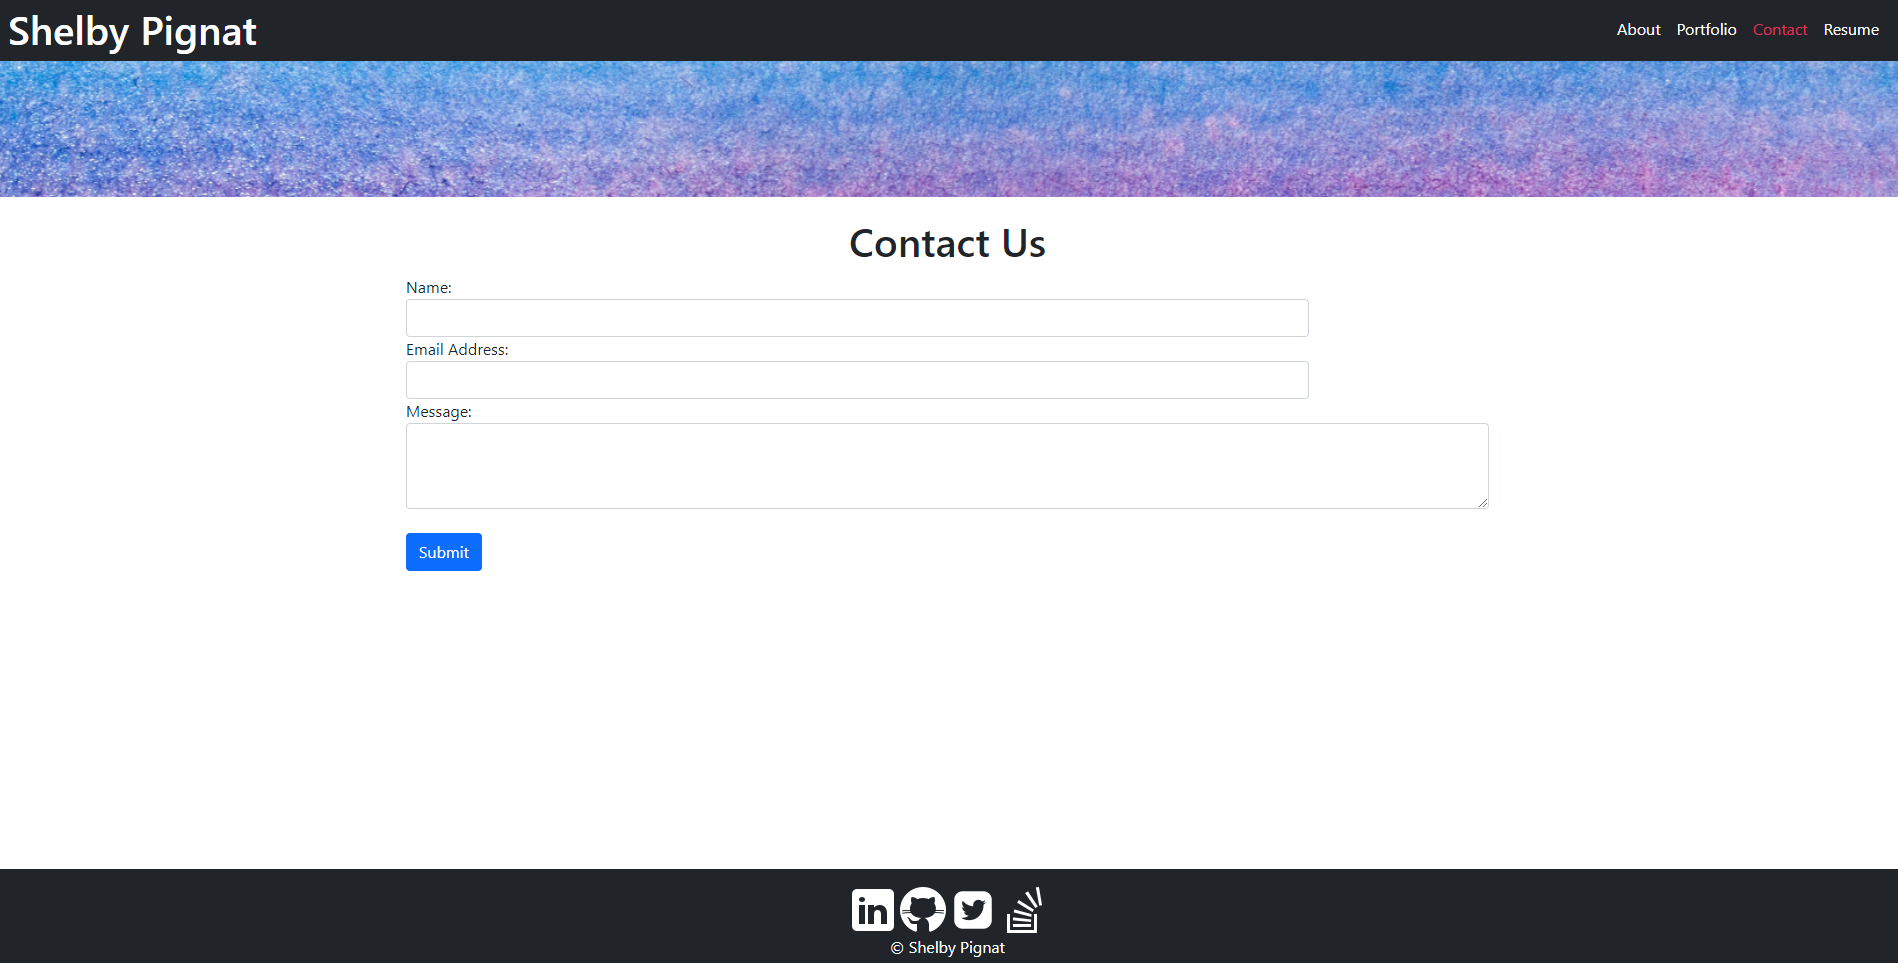 Shelby Pignat
About Portfolio Contact Resume
Contact Us
Name:
Email Address:
Message:
Submit
in
© Shelby Pignat